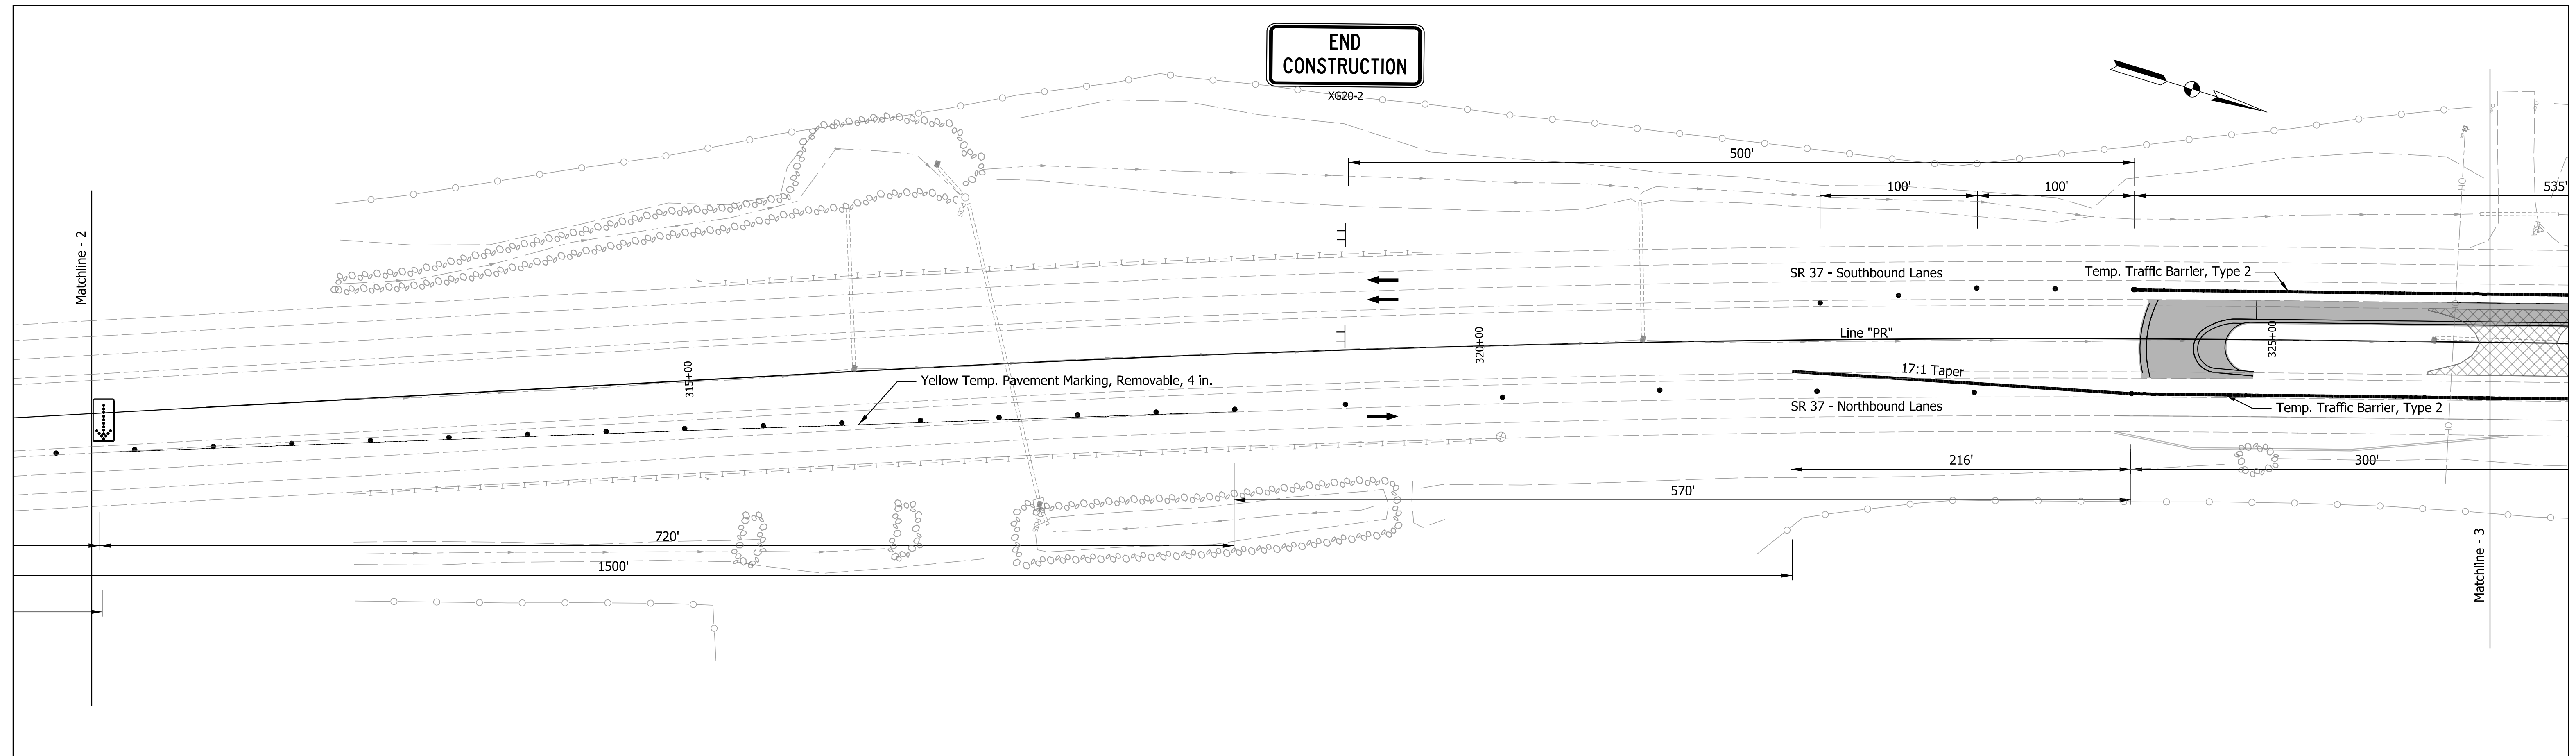 END
CONSTRUCTION
XG20-2
500'
100'
100'
535'
Matchline - 2
SR 37 - Southbound Lanes
Temp. Traffic Barrier, Type 2
Line "PR"
315+00
320+00
325+00
Yellow Temp. Pavement Marking, Removable, 4 in.
17:1 Taper
SR 37 - Northbound Lanes
Temp. Traffic Barrier, Type 2
216'
300'
570'
720'
1500'
Matchline - 3